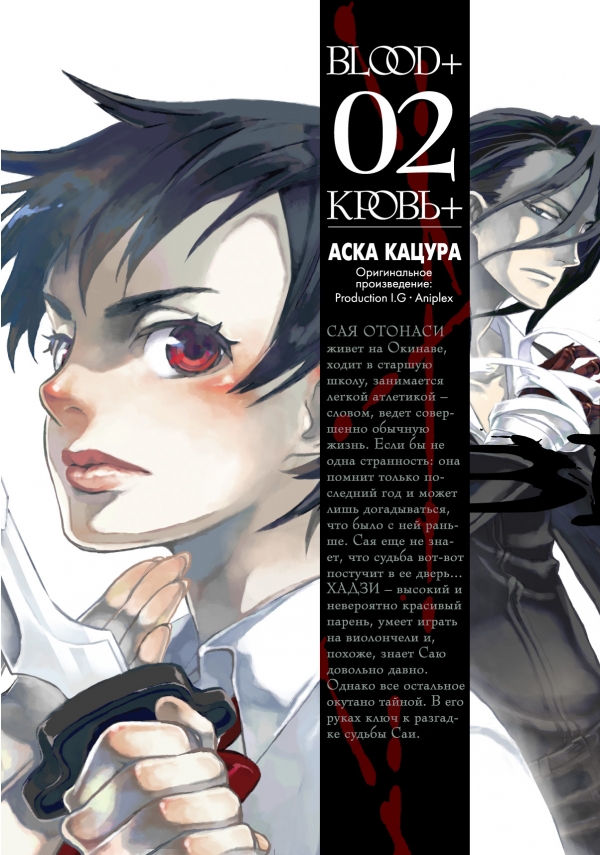 BLOOD+
02
КРОВЬ+
АСКА КАЦУРА
Оригинальное
произведение:
Production I.G · Aniplex
САЯ ОТОНАСИ
живет на Окинаве,
ходит в старшую
школу, занимается
легкой атлетикой –
словом, ведет совер-
шенно обычную
жизнь. Если бы не
одна странность: она
помнит только по-
следний год и может
лишь догадываться,
что было с ней рань-
ше. Сая еще не зна-
ет, что судьба вот-вот
постучит в ее дверь...
ХАДЗИ – высокий и
невероятно красивый
парень, умеет играть
на виолончели и,
похоже, знает Саю
довольно давно.
Однако все остальное
окутано тайной. В его
руках ключ к разгад-
ке судьбы Саи.